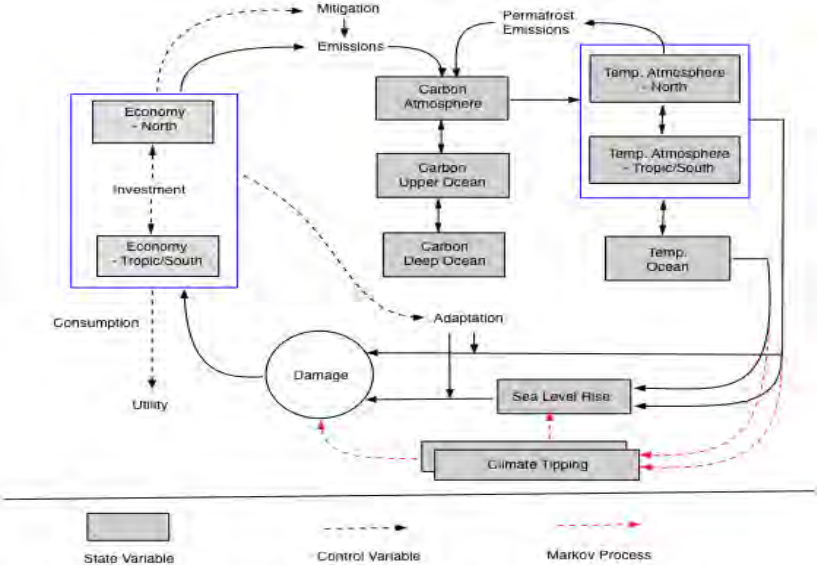 Mitigation
Emissions
Permafrost
Emissions
Economy
- North
Investment
Economy
- Tropic/South
Consumption
Utility
Carbon
Atmosphere
Carbon
Upper Ocean
Carbon
Deep Ocean
Temp. Atmosphere
- North
Temp. Atmosphere
- Tropic/South
Temp.
Ocean
Adaptation
Damage
Sea Level Rise
Climate Tipping
State Variable
Control Variable
Markov Process